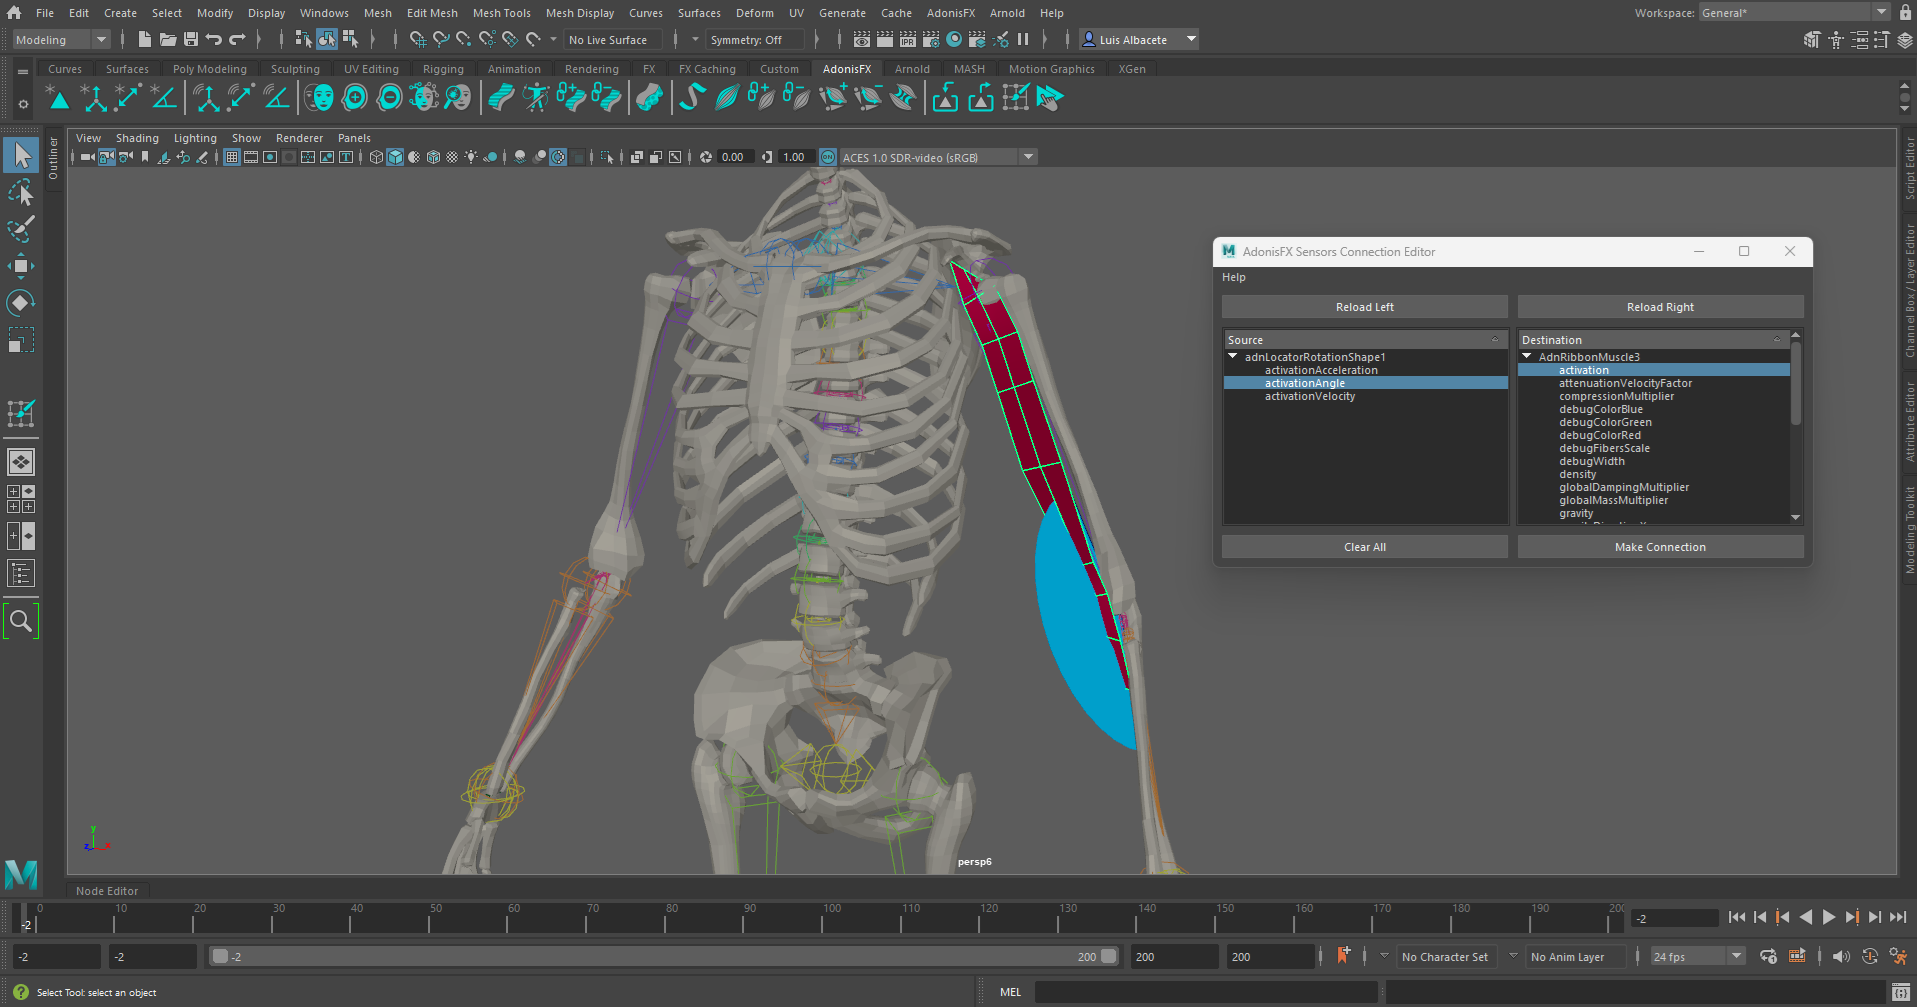 File Edit Create Select Modify Display Windows Mesh Edit Mesh Mesh Tools Mesh Display Curves Surfaces Deform UV Generate Cache AdonisFX Arnold Help Workspace: General*
Modeling No Live Surface Symmetry: Off IPR Luis Albacete
Curves Surfaces Poly Modeling Sculpting UV Editing Rigging Animation Rendering FX FX Caching Custom AdonisFX Arnold MASH Motion Graphics XGen
Outliner
View Shading Lighting Show Renderer Panels
0.00 1.00 ON ACES 1.0 SDR-video (sRGB)
Script Editor
Channel Box / Layer Editor
Attribute Editor
Modeling Toolkit
M AdonisFX Sensors Connection Editor
Help
Reload Left Reload Right
Source
adnLocatorRotationShape1
activationAcceleration
activationAngle
activationVelocity
Destination
AdnRibbonMuscle3
activation
attenuationVelocityFactor
compressionMultiplier
debugColorBlue
debugColorGreen
debugColorRed
debugFibersScale
debugWidth
density
globalDampingMultiplier
globalMassMultiplier
gravity
Clear All Make Connection
y
z x
persp6
M
Node Editor
0 10 20 30 40 50 60 70 80 90 100 110 120 130 140 150 160 170 180 190 200
-2 -2
-2 -2 -2 200 200 200 No Character Set No Anim Layer 24 fps
Select Tool: select an object MEL